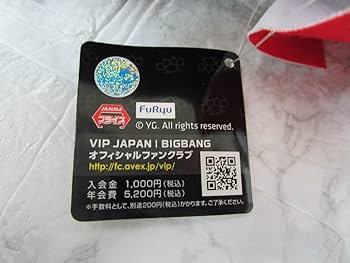 JAMMA
プライズ
FuRyu
© YG. All rights reserved.
VIP JAPAN | BIGBANG
オフィシャルファンクラブ
http://fc.avex.jp/vip/
入会金 1,000円(税込)
年会費 5,200円(税込)
※手数料として、別途200円(税込)かかります。ご了承ください。